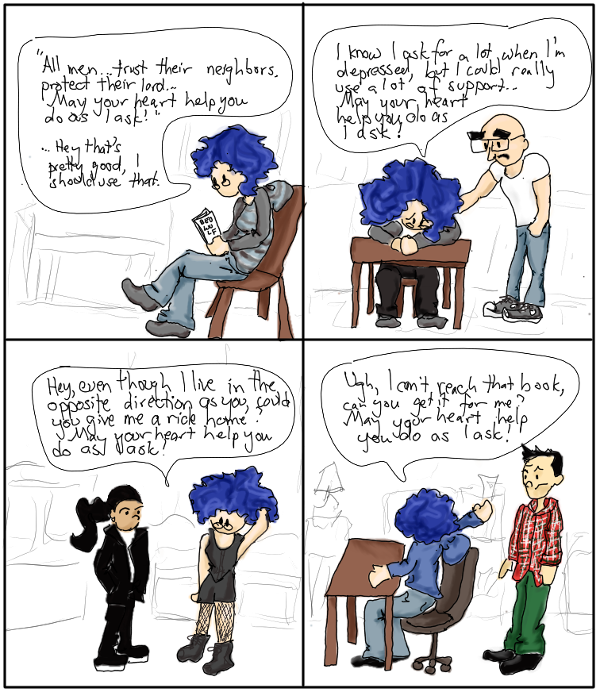 "All men...trust their neighbors,
protect their lord...
May your heart help you
do as I ask!"
...Hey that's
pretty good, I
should use that.
BEO
WU
LF
I know I ask for a lot when I'm
depressed, but I could really
use a lot of support...
May your heart
help you do as
I ask!
Hey, even though I live in the
opposite direction as you, could
you give me a ride home?
May your heart help you
do as I ask!
Ugh, I can't reach that book,
can you get it for me?
May your heart help
you do as I ask!